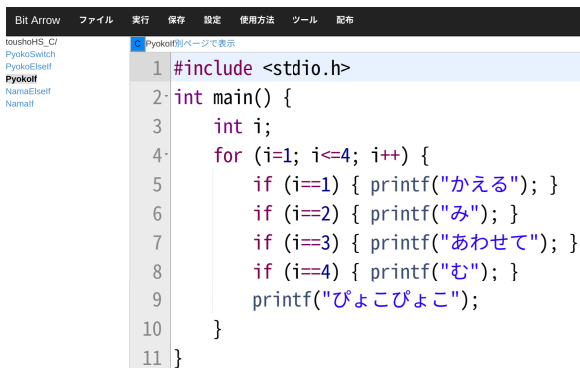 Bit Arrow ファイル 実行 保存 設定 使用方法 ツール 配布
toushoHS_C/
PyokoSwitch
PyokoElseIf
PyokoIf
NamaElseIf
NamaIf
C PyokoIf別ページで表示
1 #include <stdio.h>
2 int main() {
3     int i;
4     for (i=1; i<=4; i++) {
5         if (i==1) { printf("かえる"); }
6         if (i==2) { printf("み"); }
7         if (i==3) { printf("あわせて"); }
8         if (i==4) { printf("む"); }
9         printf("ぴょこぴょこ");
10     }
11 }